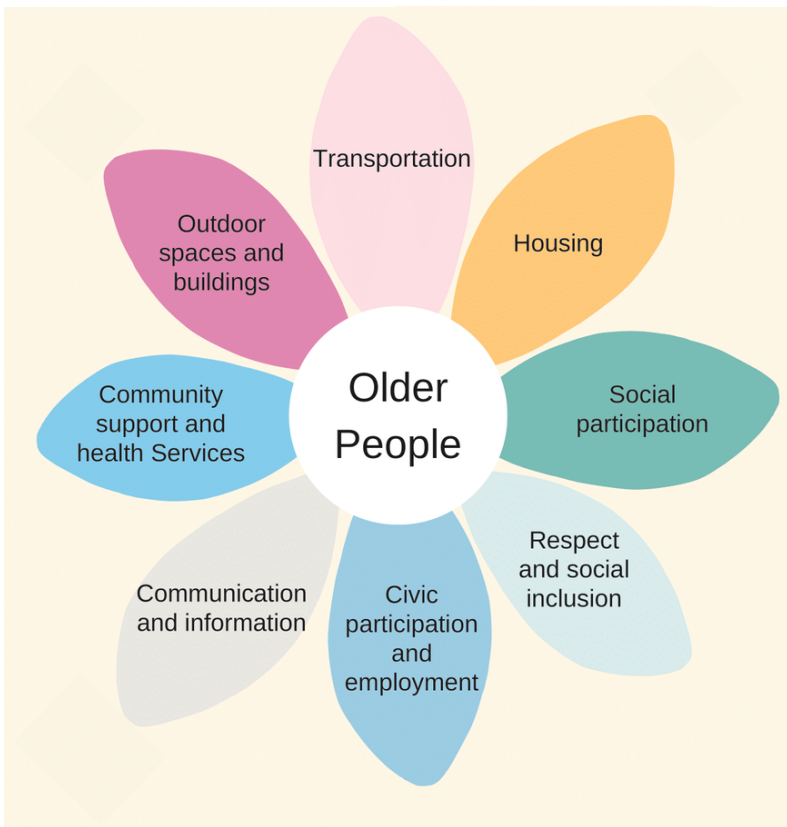 Transportation
Housing
Outdoor
spaces and
buildings
Older
People
Social
participation
Community
support and
health Services
Respect
and social
inclusion
Communication
and information
Civic
participation
and
employment